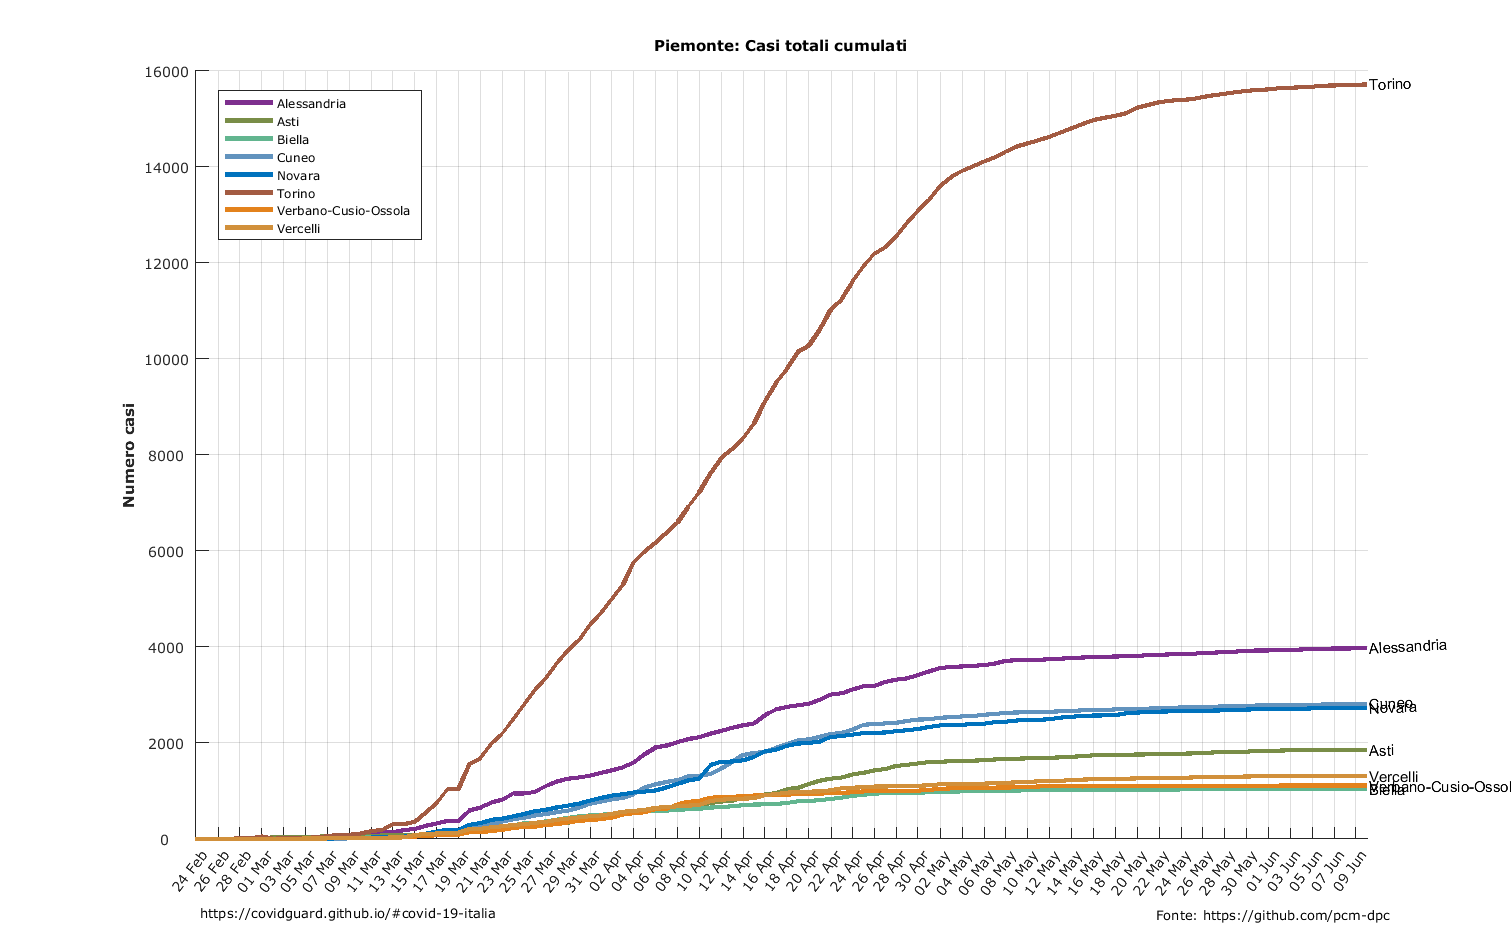 Piemonte: Casi totali cumulati
Numero casi
16000
14000
12000
10000
8000
6000
4000
2000
0
Alessandria
Asti
Biella
Cuneo
Novara
Torino
Verbano-Cusio-Ossola
Vercelli
Torino
Alessandria
Cuneo
Novara
Asti
Vercelli
Verbano-Cusio-Ossol
Biella
24 Feb
26 Feb
28 Feb
01 Mar
03 Mar
05 Mar
07 Mar
09 Mar
11 Mar
13 Mar
15 Mar
17 Mar
19 Mar
21 Mar
23 Mar
25 Mar
27 Mar
29 Mar
31 Mar
02 Apr
04 Apr
06 Apr
08 Apr
10 Apr
12 Apr
14 Apr
16 Apr
18 Apr
20 Apr
22 Apr
24 Apr
26 Apr
28 Apr
30 Apr
02 May
04 May
06 May
08 May
10 May
12 May
14 May
16 May
18 May
20 May
22 May
24 May
26 May
28 May
30 May
01 Jun
03 Jun
05 Jun
07 Jun
09 Jun
https://covidguard.github.io/#covid-19-italia
Fonte: https://github.com/pcm-dpc